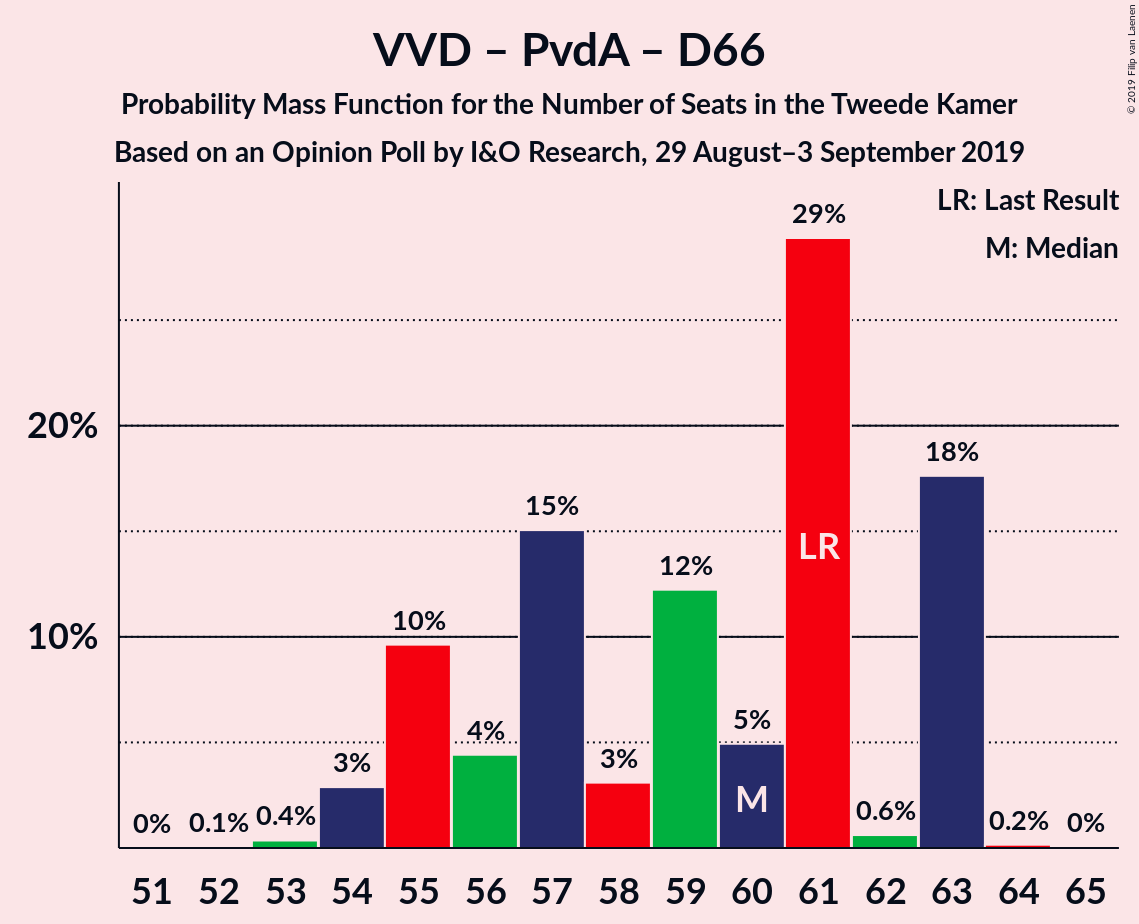 VVD – PvdA – D66
Probability Mass Function for the Number of Seats in the Tweede Kamer
Based on an Opinion Poll by I&O Research, 29 August–3 September 2019
© 2019 Filip van Laenen
LR: Last Result
M: Median
20%
10%
0%
0.1%
0.4%
3%
10%
4%
15%
3%
12%
5%
29%
0.6%
18%
0.2%
0%
LR
M
51 52 53 54 55 56 57 58 59 60 61 62 63 64 65